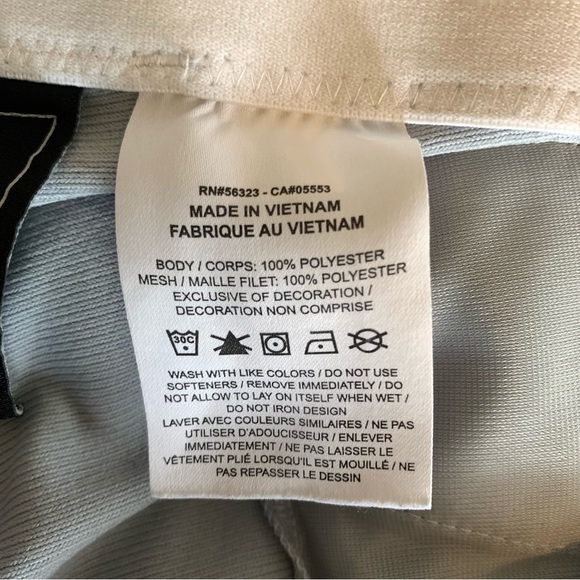 RN#56323 - CA#05553
MADE IN VIETNAM
FABRIQUE AU VIETNAM
BODY / CORPS: 100% POLYESTER
MESH / MAILLE FILET: 100% POLYESTER
EXCLUSIVE OF DECORATION /
DECORATION NON COMPRISE
30C
WASH WITH LIKE COLORS / DO NOT USE
SOFTENERS / REMOVE IMMEDIATELY / DO
NOT ALLOW TO LAY ON ITSELF WHEN WET /
DO NOT IRON DESIGN
LAVER AVEC COULEURS SIMILAIRES / NE PAS
UTILISER D'ADOUCISSEUR / ENLEVER
IMMEDIATEMENT / NE PAS LAISSER LE
VÊTEMENT PLIÉ LORSQU'IL EST MOUILLÉ / NE
PAS REPASSER LE DESSIN